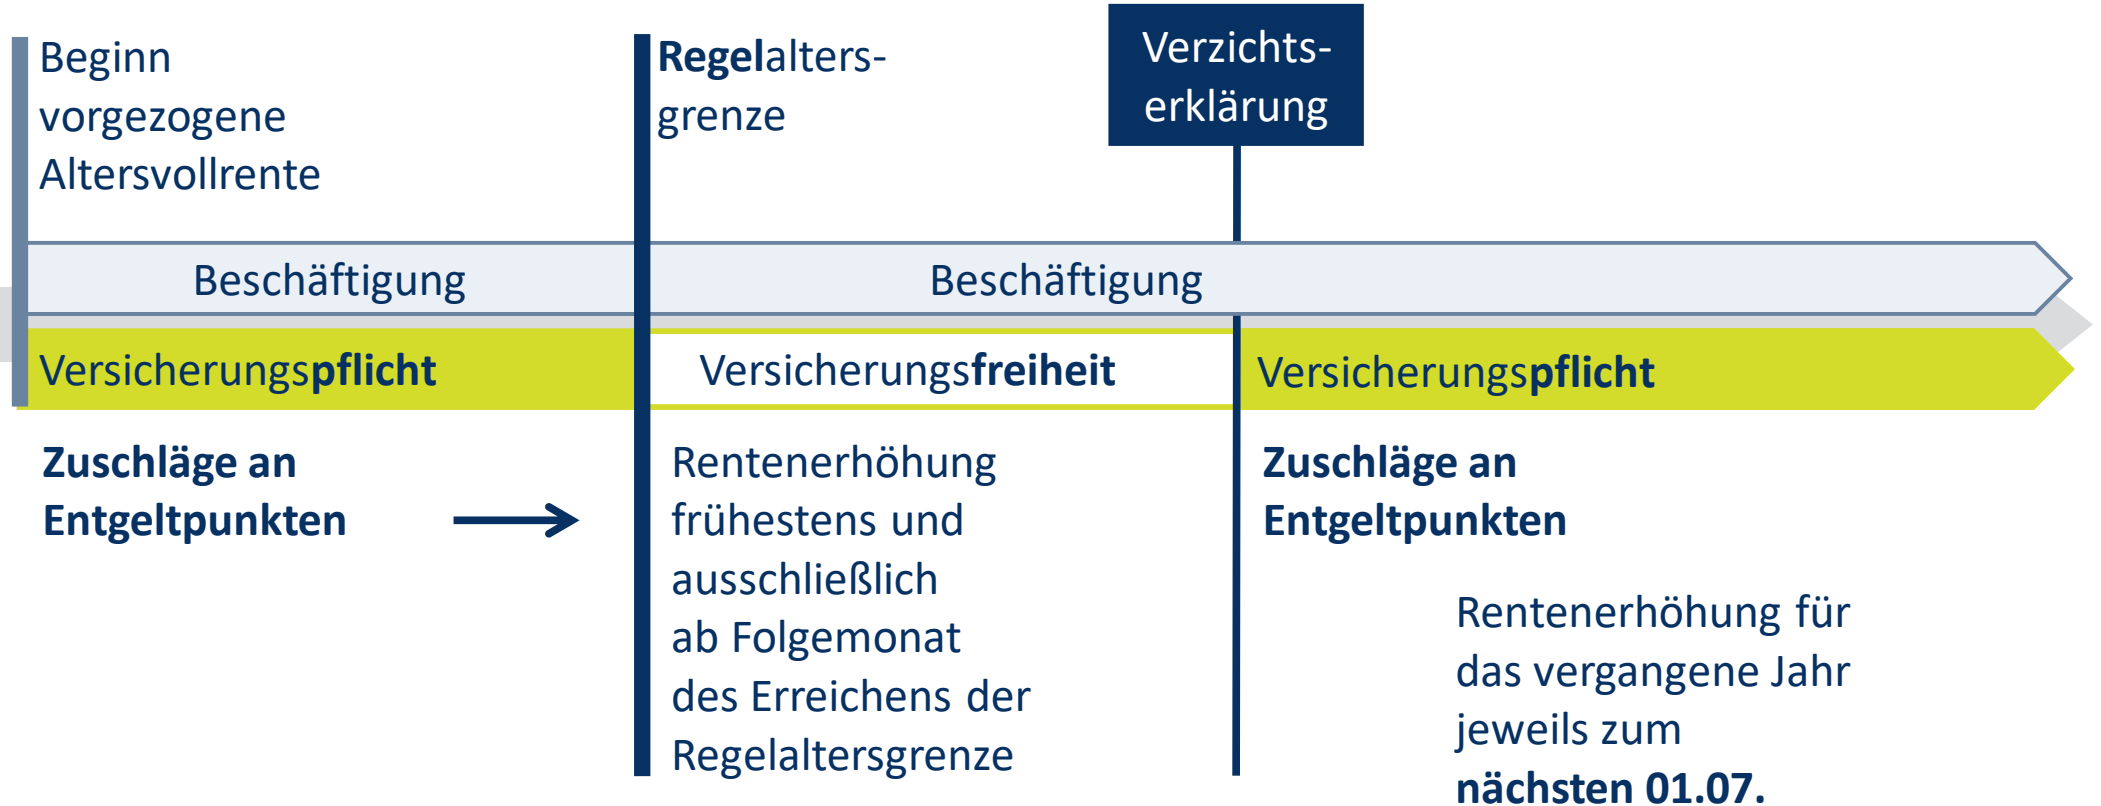 Beginn
vorgezogene
Altersvollrente
Regelalters-
grenze
Verzichts-
erklärung
Beschäftigung
Beschäftigung
Versicherungspflicht
Versicherungsfreiheit
Versicherungspflicht
Zuschläge an
Entgeltpunkten
Rentenerhöhung
frühestens und
ausschließlich
ab Folgemonat
des Erreichens der
Regelaltersgrenze
Zuschläge an
Entgeltpunkten
Rentenerhöhung für
das vergangene Jahr
jeweils zum
nächsten 01.07.